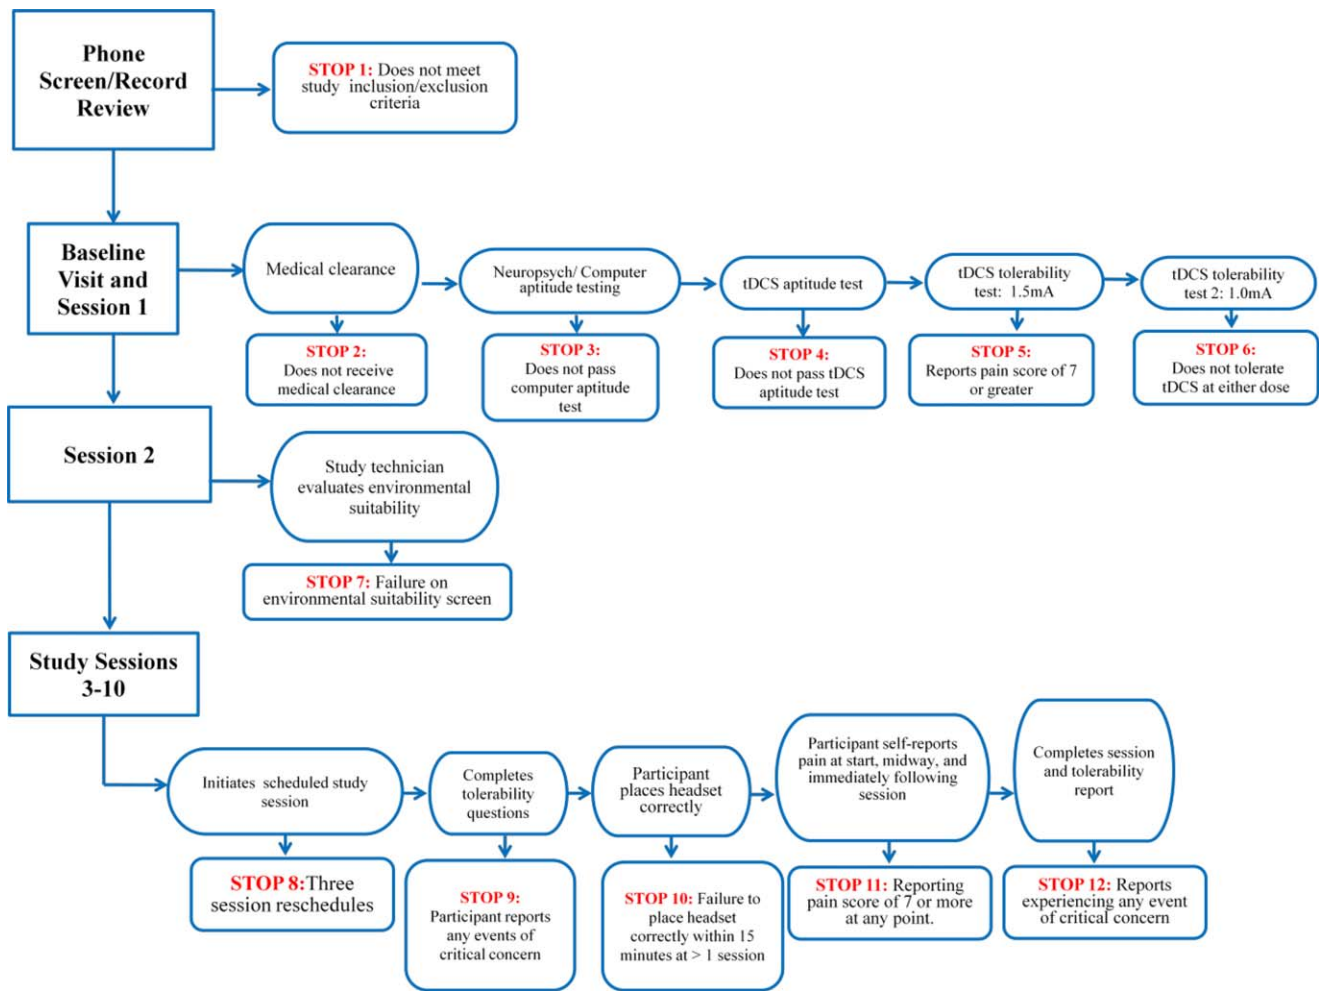 Phone
Screen/Record
Review
STOP 1: Does not meet
study inclusion/exclusion
criteria
Baseline
Visit and
Session 1
Medical clearance
Neuropsych/ Computer
aptitude testing
tDCS aptitude test
tDCS tolerability
test: 1.5mA
tDCS tolerability
test 2: 1.0mA
STOP 2:
Does not receive
medical clearance
STOP 3:
Does not pass
computer aptitude
test
STOP 4:
Does not pass tDCS
aptitude test
STOP 5:
Reports pain score of 7
or greater
STOP 6:
Does not tolerate
tDCS at either dose
Session 2
Study technician
evaluates environmental
suitability
STOP 7: Failure on
environmental suitability screen
Study Sessions
3-10
Initiates scheduled study
session
Completes
tolerability
questions
Participant
places headset
correctly
Participant self-reports
pain at start, midway, and
immediately following
session
Completes session
and tolerability
report
STOP 8:Three
session reschedules
STOP 9:
Participant reports
any events of
critical concern
STOP 10: Failure to
place headset
correctly within 15
minutes at > 1 session
STOP 11: Reporting
pain score of 7 or more
at any point.
STOP 12: Reports
experiencing any event
of critical concern